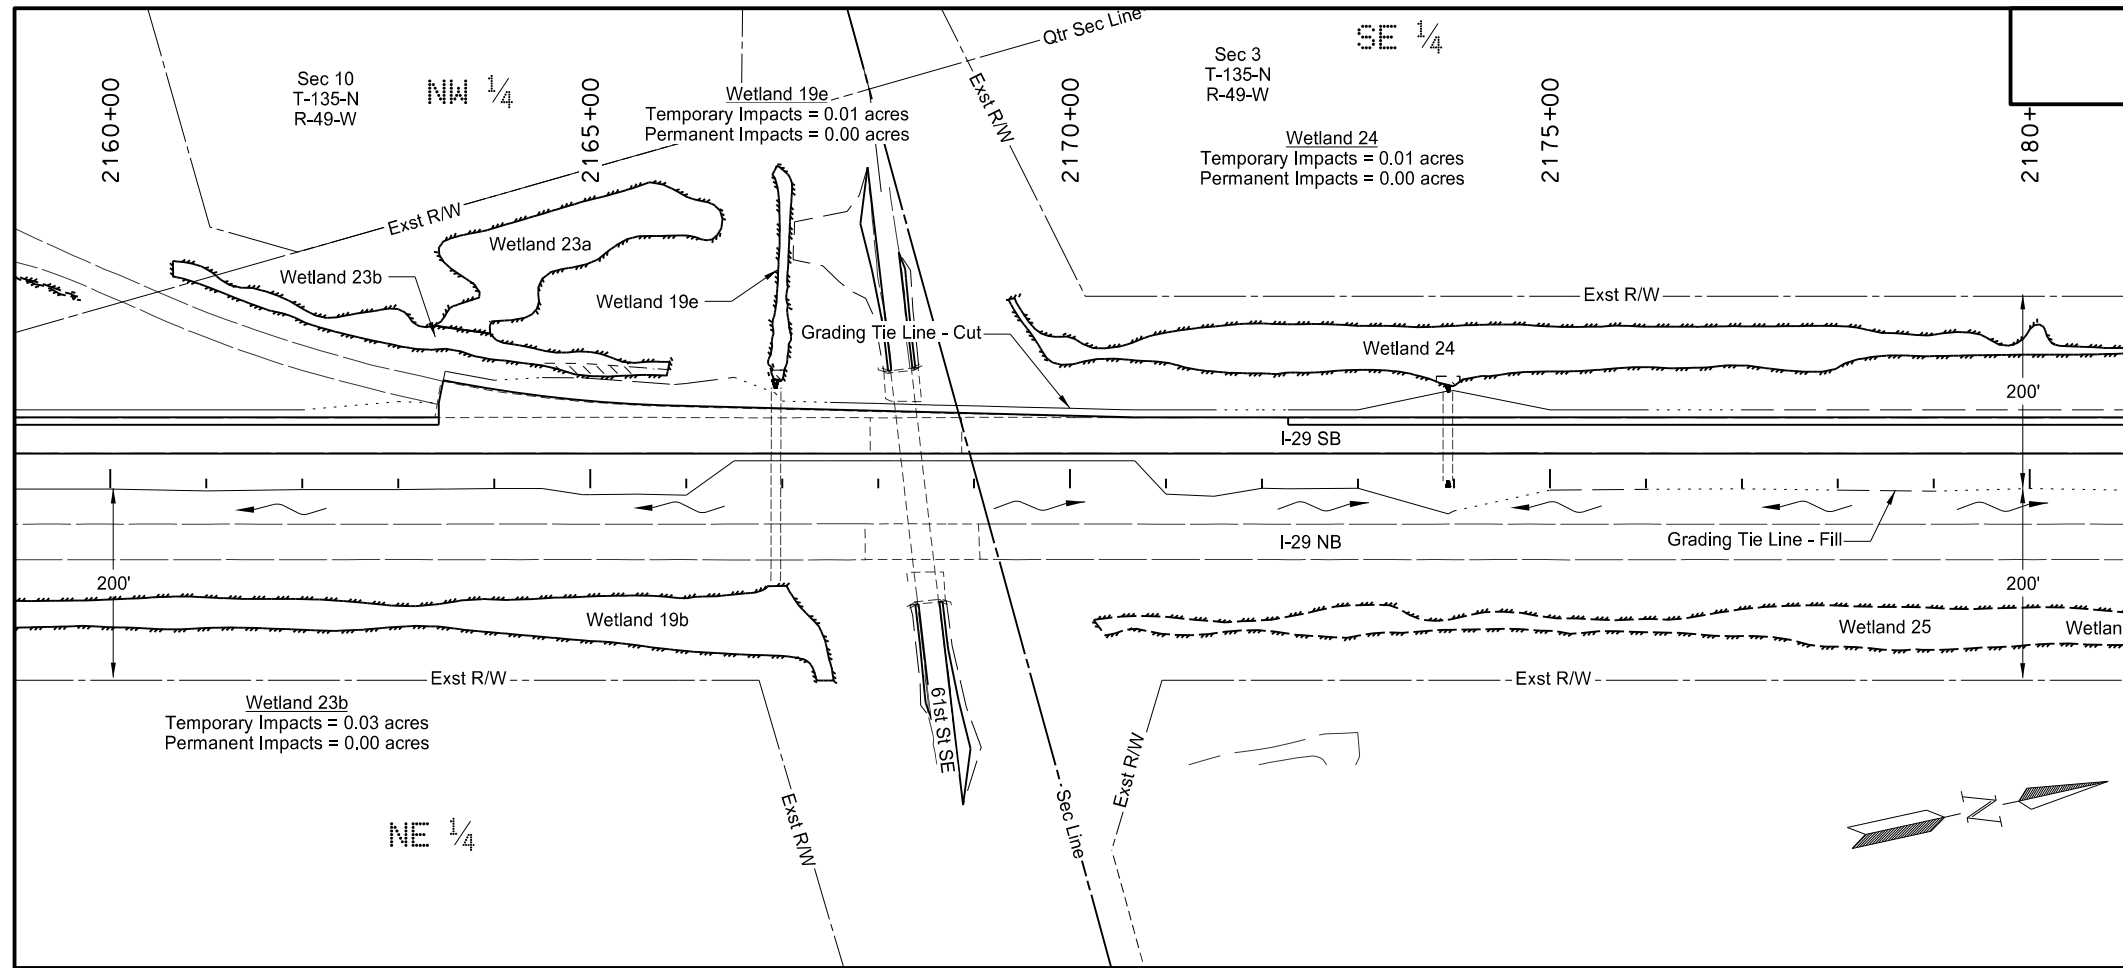 Qtr Sec Line
SE 1/4
Sec 10
T-135-N
R-49-W
NW 1/4
Wetland 19e
Temporary Impacts = 0.01 acres
Permanent Impacts = 0.00 acres
Exst R/W
Sec 3
T-135-N
R-49-W
Wetland 24
Temporary Impacts = 0.01 acres
Permanent Impacts = 0.00 acres
2160+00
2165+00
2170+00
2175+00
2180+
Exst R/W
Wetland 23a
Wetland 23b
Wetland 19e
Exst R/W
Grading Tie Line - Cut
Wetland 24
200'
I-29 SB
I-29 NB
Grading Tie Line - Fill
200'
200'
Wetland 19b
Wetland 25
Wetlan
Exst R/W
Exst R/W
Wetland 23b
Temporary Impacts = 0.03 acres
Permanent Impacts = 0.00 acres
61st St SE
Exst R/W
Sec Line
Exst R/W
NE 1/4
N